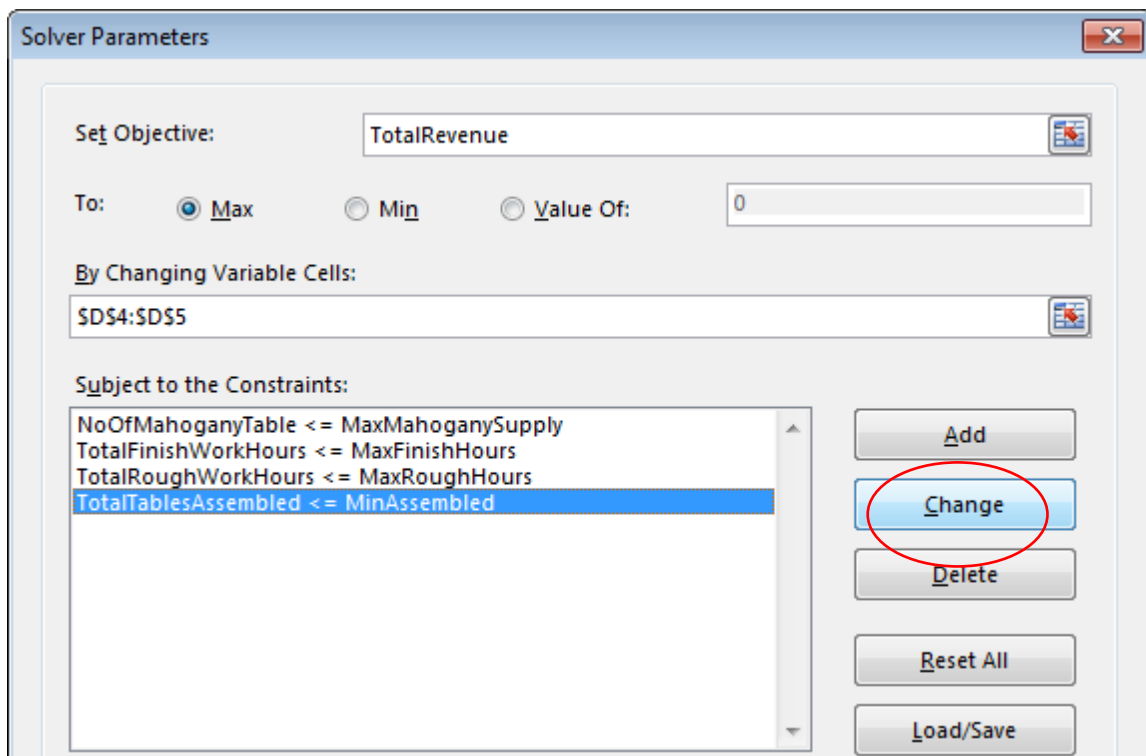 Solver Parameters
Set Objective:
TotalRevenue
To:
Max
Min
Value Of:
0
By Changing Variable Cells:
$D$4:$D$5
Subject to the Constraints:
NoOfMahoganyTable <= MaxMahoganySupply
TotalFinishWorkHours <= MaxFinishHours
TotalRoughWorkHours <= MaxRoughHours
TotalTablesAssembled <= MinAssembled
Add
Change
Delete
Reset All
Load/Save